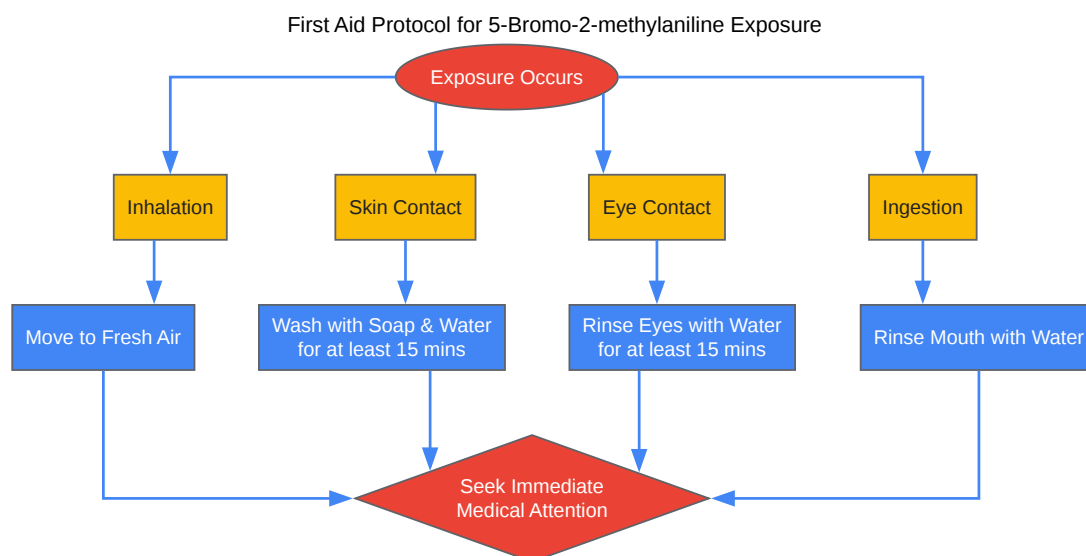 First Aid Protocol for 5-Bromo-2-methylaniline Exposure
Exposure Occurs
Inhalation
Skin Contact
Eye Contact
Ingestion
Move to Fresh Air
Wash with Soap & Water
for at least 15 mins
Rinse Eyes with Water
for at least 15 mins
Rinse Mouth with Water
Seek Immediate
Medical Attention